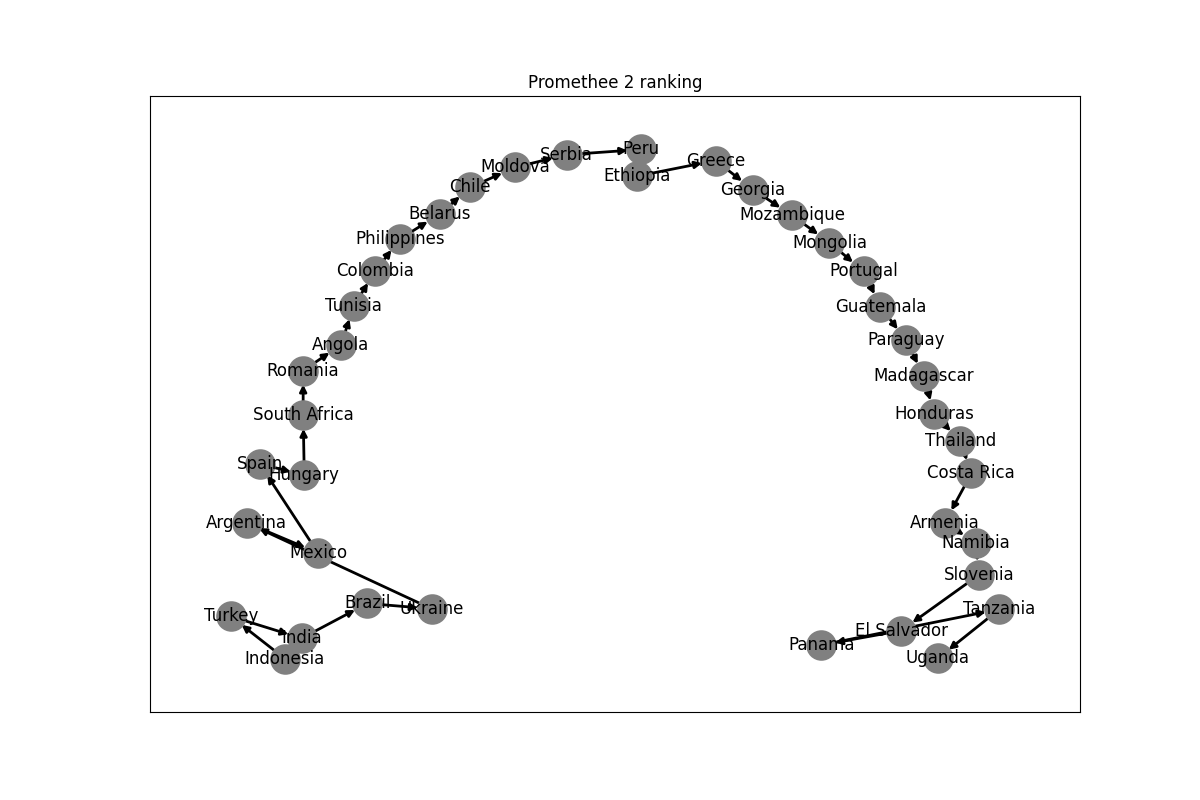 Promethee 2 ranking
Peru
Serbia
Greece
Moldova
Ethiopia
Chile
Georgia
Belarus
Mozambique
Philippines
Mongolia
Colombia
Portugal
Tunisia
Guatemala
Angola
Paraguay
Romania
Madagascar
South Africa
Honduras
Thailand
Spain
Hungary
Costa Rica
Argentina
Armenia
Mexico
Namibia
Slovenia
Brazil
Ukraine
Turkey
Tanzania
India
El Salvador
Panama
Indonesia
Uganda